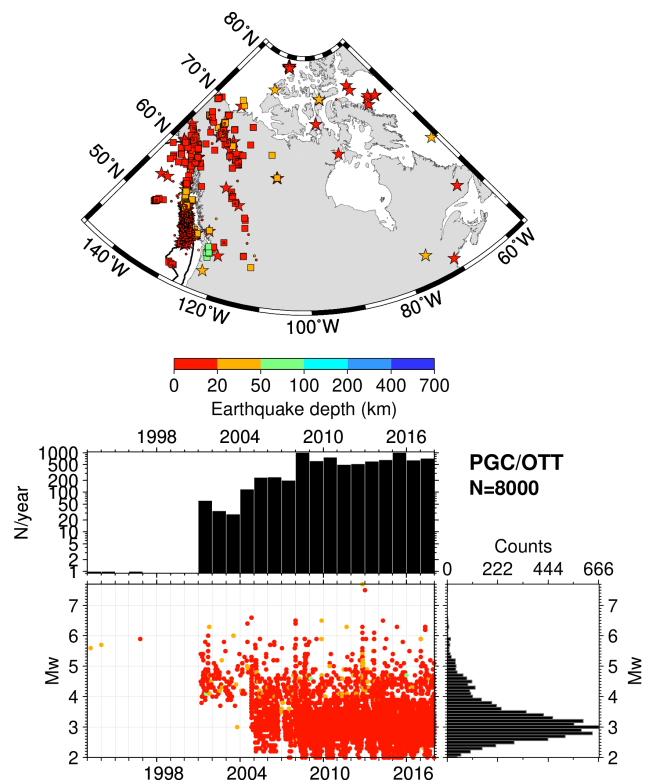 80˚N
70˚N
60˚N
50˚N
140˚W
120˚W
100˚W
80˚W
60˚W
0 20 50 100 200 400 700
Earthquake depth (km)
1998 2004 2010 2016
1000
500
200
100
50
20
10
5
2
1
N/year
PGC/OTT
N=8000
Counts
0 222 444 666
7
6
5
4
3
2
Mw
1998 2004 2010 2016
7
6
5
4
3
2
Mw